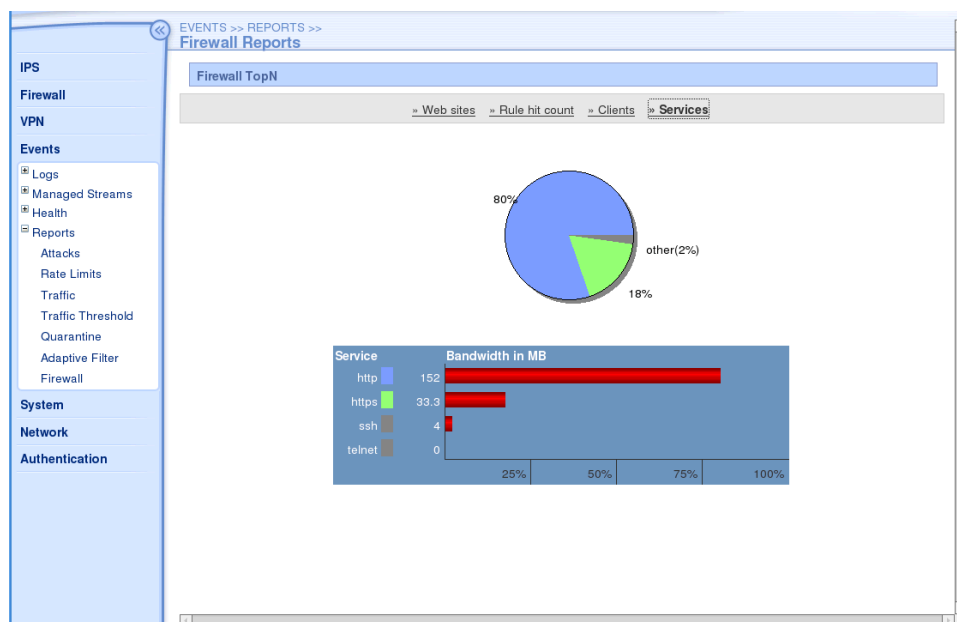 EVENTS >> REPORTS >>
Firewall Reports
IPS
Firewall
VPN
Events
Logs
Managed Streams
Health
Reports
Attacks
Rate Limits
Traffic
Traffic Threshold
Quarantine
Adaptive Filter
Firewall
System
Network
Authentication
Firewall TopN
» Web sites » Rule hit count » Clients » Services
80%
other(2%)
18%
Service Bandwidth in MB
http 152
https 33.3
ssh 4
telnet 0
25% 50% 75% 100%